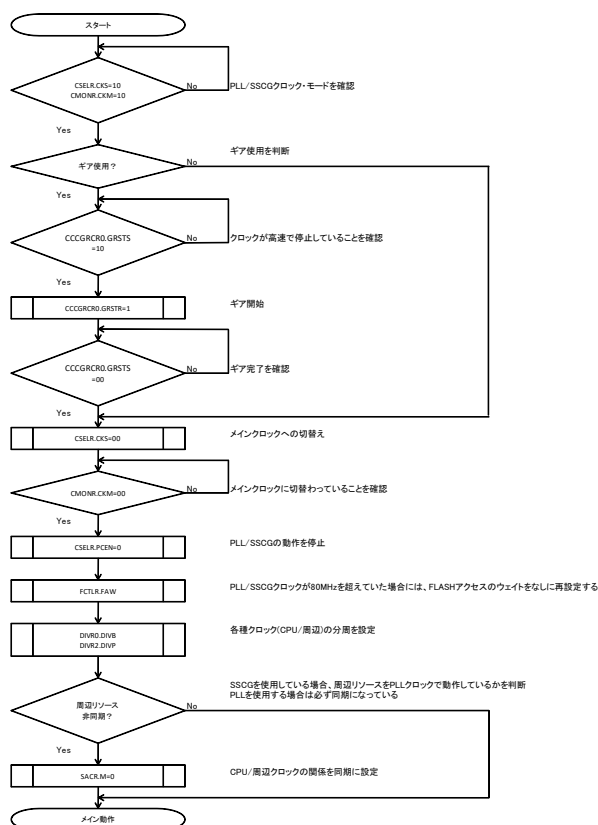 スタート
CSELR.CKS=10
CMONR.CKM=10
No
PLL/SSCGクロック・モードを確認
Yes
ギア使用を判断
ギア使用？
No
Yes
CCCGRCR0.GRSTS
=10
No
クロックが高速で停止していることを確認
Yes
CCCGRCR0.GRSTR=1
ギア開始
CCCGRCR0.GRSTS
=00
No
ギア完了を確認
Yes
CSELR.CKS=00
メインクロックへの切替え
CMONR.CKM=00
No
メインクロックに切替わっていることを確認
Yes
CSELR.PCEN=0
PLL/SSCGの動作を停止
FCTLR.FAW
PLL/SSCGクロックが80MHzを超えていた場合には、FLASHアクセスのウェイトをなしに再設定する
DIVR0.DIVB
DIVR2.DIVP
各種クロック(CPU/周辺)の分周を設定
SSCGを使用している場合、周辺リソースをPLLクロックで動作しているかを判断
PLLを使用する場合は必ず同期になっている
周辺リソース
非同期？
No
Yes
SACR.M=0
CPU/周辺クロックの関係を同期に設定
メイン動作